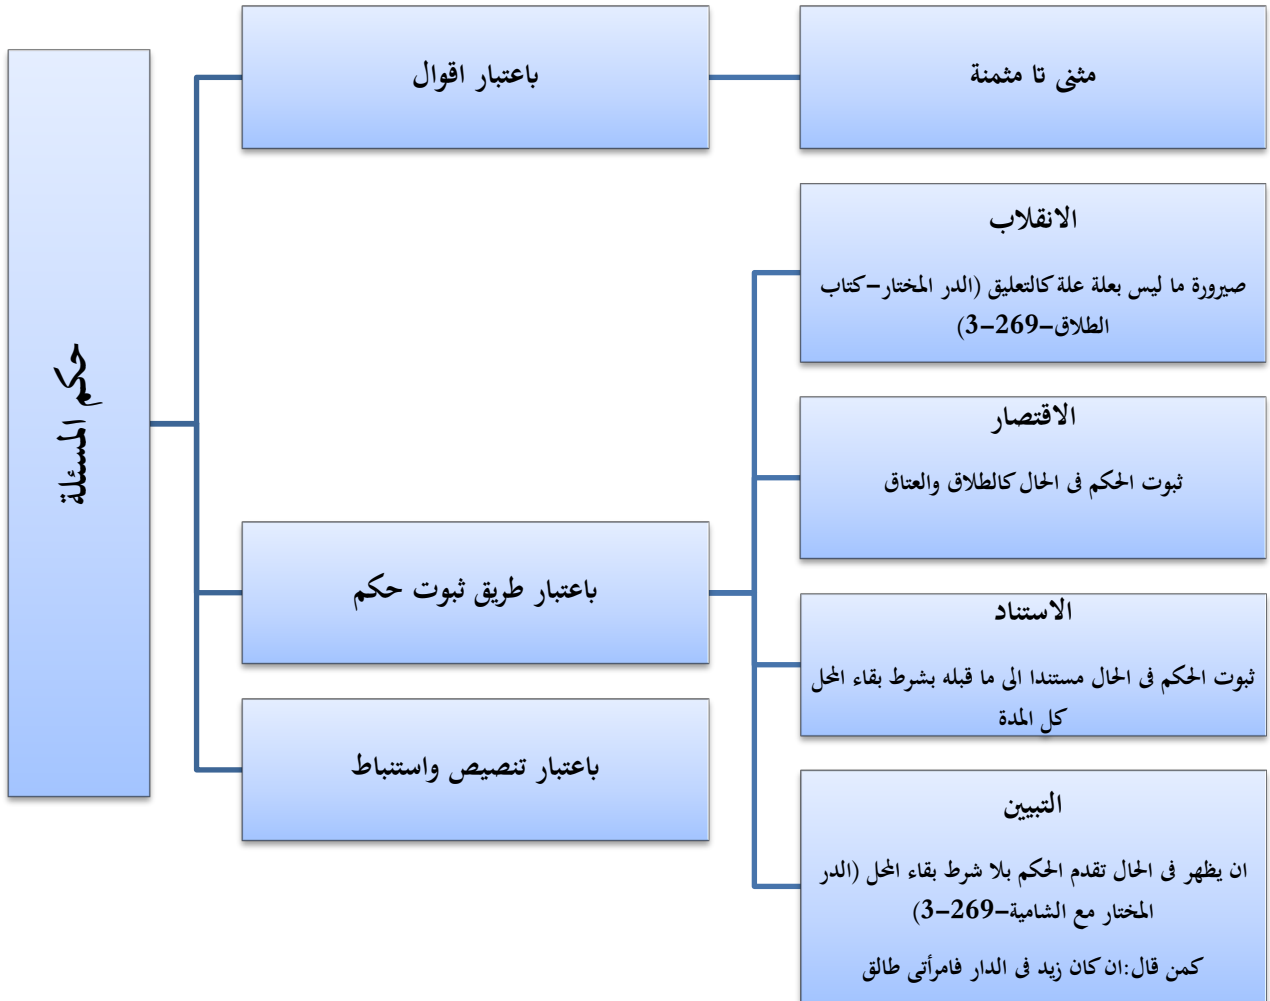 حكم المسئلة
باعتبار اقوال
مثنى تا مثمنة
باعتبار طريق ثبوت حكم
الانقلاب
صيرورة ما ليس بعلة علة كالتعليق (الدر المختار–كتاب
الطلاق–269–3)
الاقتصار
ثبوت الحكم فى الحال كالطلاق والعتاق
الاستناد
ثبوت الحكم فى الحال مستندا الى ما قبله بشرط بقاء المحل
كل المدة
التبيين
ان يظهر فى الحال تقدم الحكم بلا شرط بقاء المحل (الدر
المختار مع الشامية–269–3)
كمن قال:ان كان زيد فى الدار فامرأتى طالق
باعتبار تنصيص واستنباط